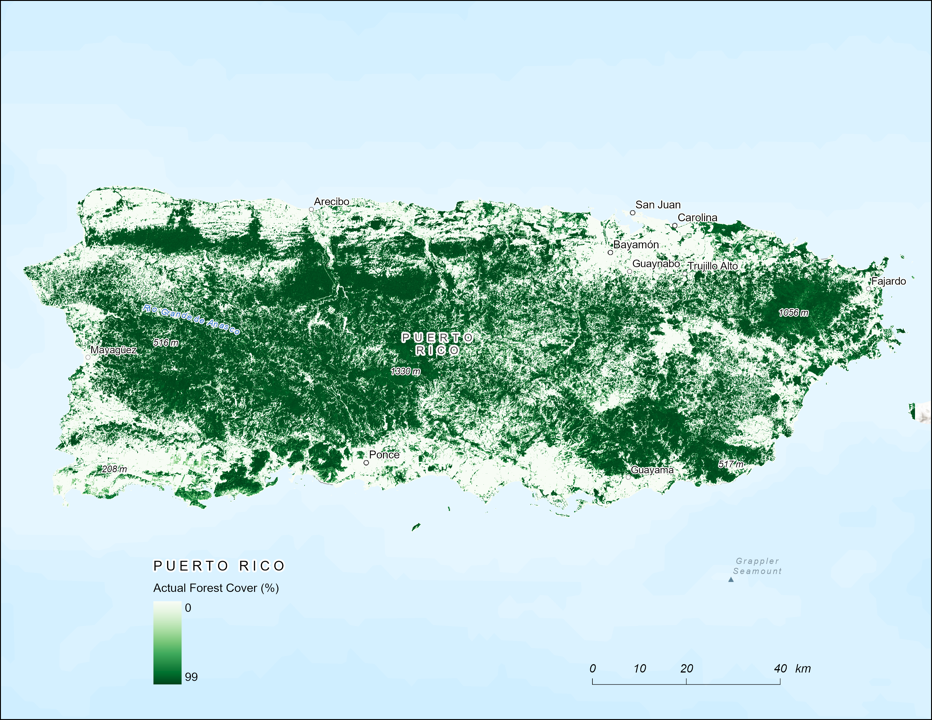 Arecibo
San Juan
Carolina
Bayamón
Guaynabo
Trujillo Alto
Fajardo
1056 m
Río Grande de Añasco
516 m
Mayagüez
PUERTO
RICO
1330 m
Ponce
208 m
Guayama
517 m
Grappler
Seamount
PUERTO RICO
Actual Forest Cover (%)
0
99
0 10 20 40 km